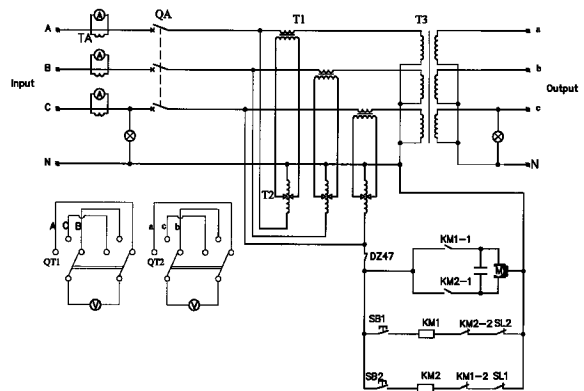 QA T1 T3
A A a
TA
B A b
Input Output
C A c
N N
T2
A C B a c b
QT1 QT2
DZ47 KM1-1
M
KM2-1
V V
SB1 KM1 KM2-2 SL2
SB2 KM2 KM1-2 SL1